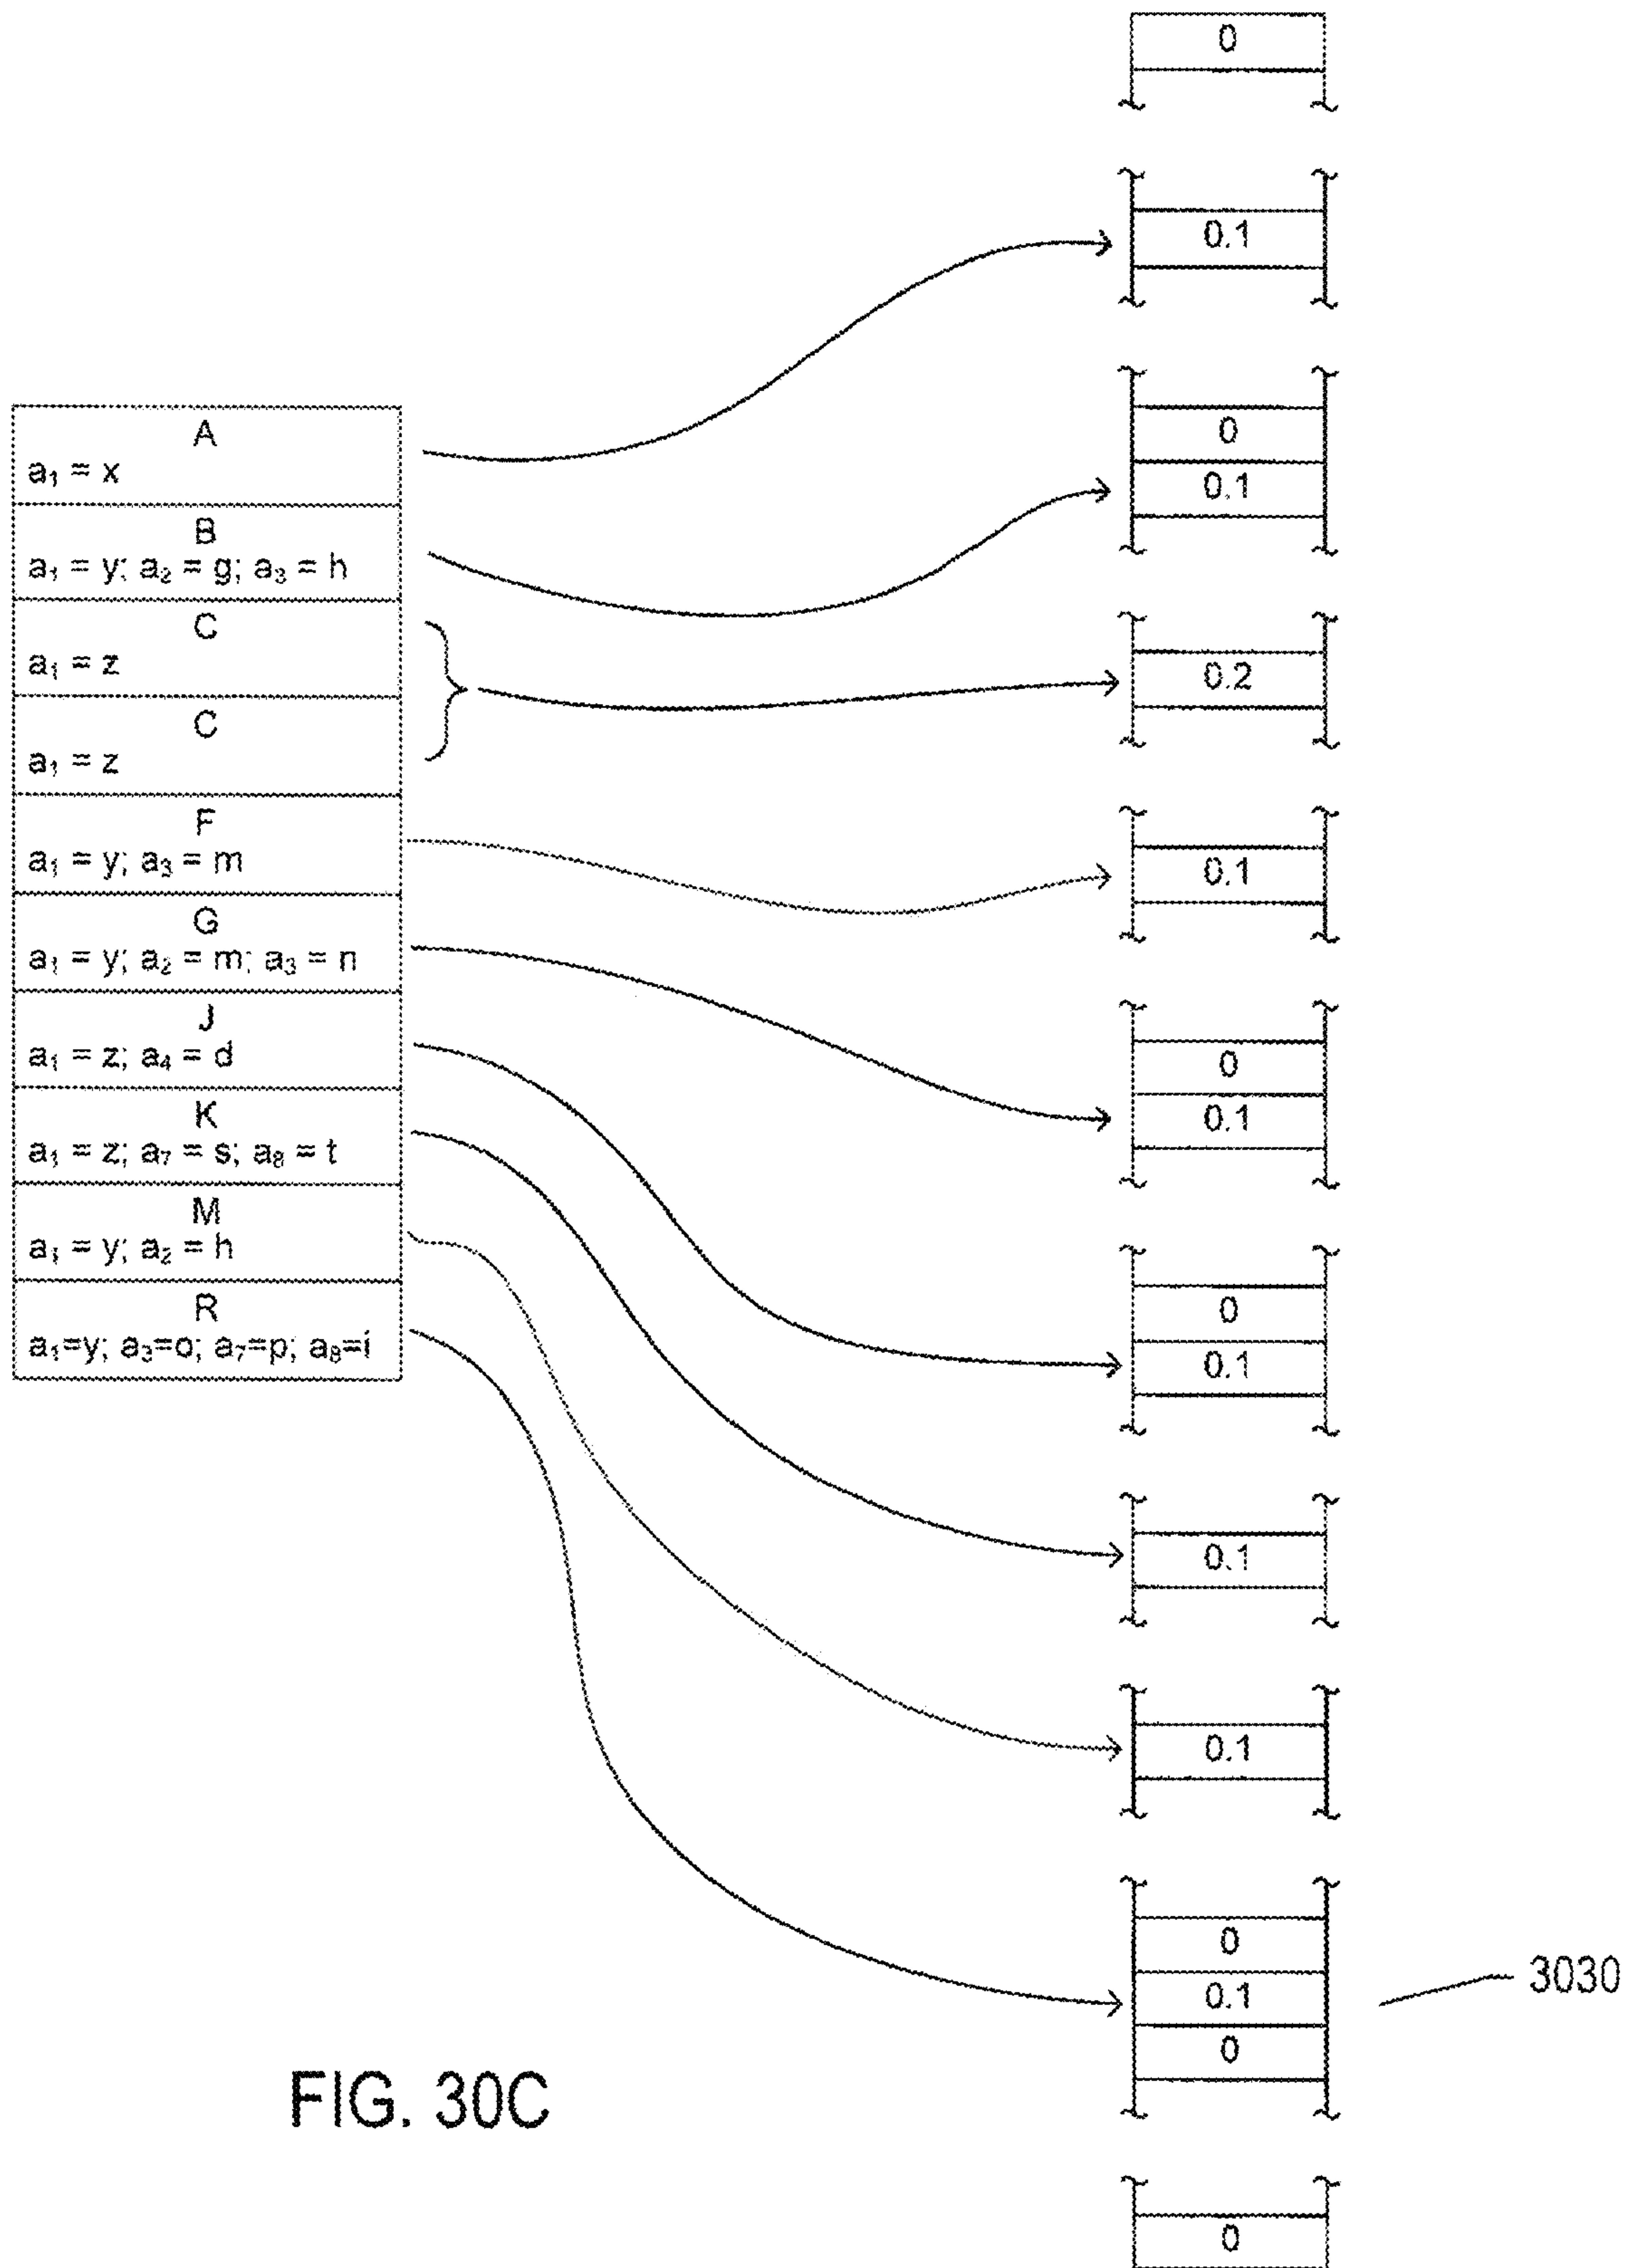 0
0.1
0
0.1
0.2
0.1
0
0.1
0
0.1
0.1
0.1
0
0.1
0
0
A
a₁ = x
B
a₁ = y; a₂ = g; a₃ = h
C
a₁ = z
C
a₁ = z
F
a₁ = y; a₃ = m
G
a₁ = y; a₂ = m; a₃ = n
J
a₁ = z; a₄ = d
K
a₁ = z; a₇ = s; a₈ = t
M
a₁ = y; a₂ = h
R
a₁=y; a₃=o; a₇=p; a₈=i
3030
FIG. 30C